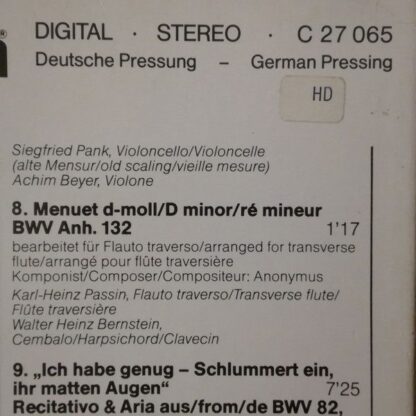 DIGITAL · STEREO · C 27 065
Deutsche Pressung – German Pressing
HD
Siegfried Pank, Violoncello/Violoncelle
(alte Mensur/old scaling/vieille mesure)
Achim Beyer, Violone
8. Menuet d-moll/D minor/ré mineur
BWV Anh. 132 1'17
bearbeitet für Flauto traverso/arranged for transverse
flute/arrangé pour flûte traversière
Komponist/Composer/Compositeur: Anonymus
Karl-Heinz Passin, Flauto traverso/Transverse flute/
Flûte traversière
Walter Heinz Bernstein,
Cembalo/Harpsichord/Clavecin
9. „Ich habe genug – Schlummert ein,
ihr matten Augen“ 7'25
Recitativo & Aria aus/from/de BWV 82,